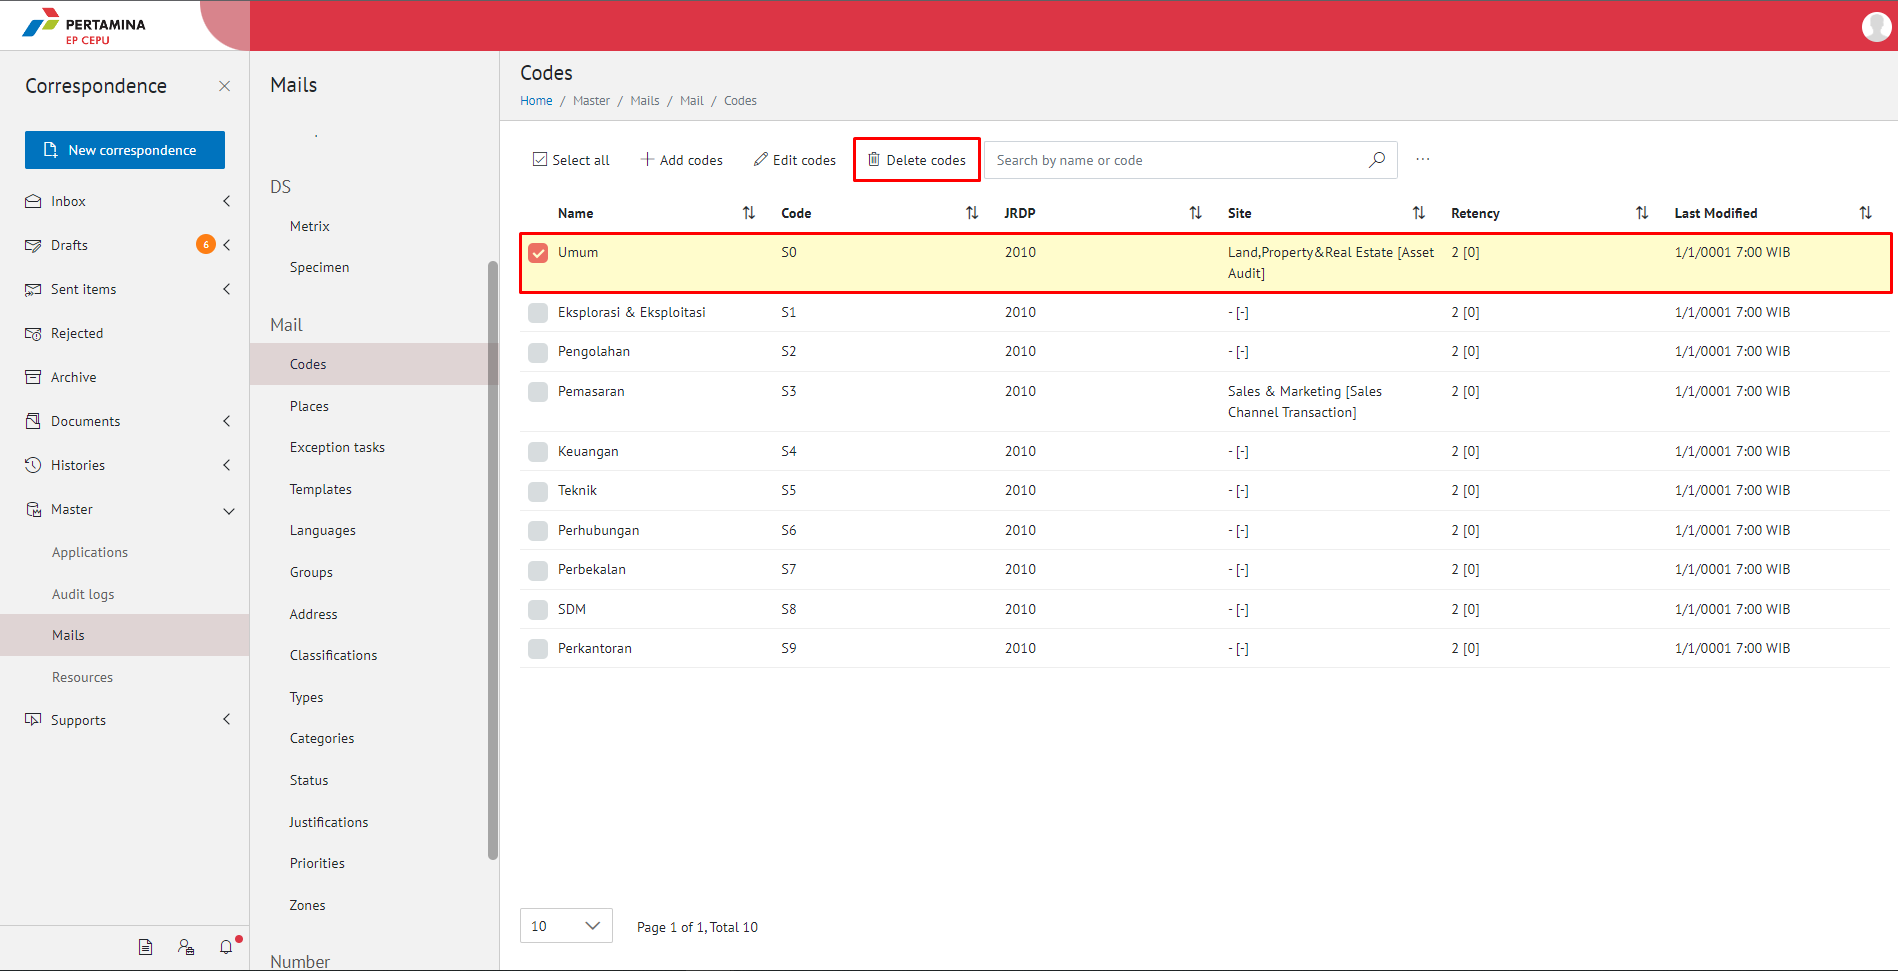 PERTAMINA
EP CEPU
Correspondence
New correspondence
Inbox
Drafts
6
Sent items
Rejected
Archive
Documents
Histories
Master
Applications
Audit logs
Mails
Resources
Supports
Mails
DS
Metrix
Specimen
Mail
Codes
Places
Exception tasks
Templates
Languages
Groups
Address
Classifications
Types
Categories
Status
Justifications
Priorities
Zones
Number
Codes
Home / Master / Mails / Mail / Codes
Select all Add codes Edit codes Delete codes Search by name or code ...
Name Code JRDP Site Retency Last Modified
Umum S0 2010 Land,Property&Real Estate [Asset Audit] 2 [0] 1/1/0001 7:00 WIB
Eksplorasi & Eksploitasi S1 2010 - [-] 2 [0] 1/1/0001 7:00 WIB
Pengolahan S2 2010 - [-] 2 [0] 1/1/0001 7:00 WIB
Pemasaran S3 2010 Sales & Marketing [Sales Channel Transaction] 2 [0] 1/1/0001 7:00 WIB
Keuangan S4 2010 - [-] 2 [0] 1/1/0001 7:00 WIB
Teknik S5 2010 - [-] 2 [0] 1/1/0001 7:00 WIB
Perhubungan S6 2010 - [-] 2 [0] 1/1/0001 7:00 WIB
Perbekalan S7 2010 - [-] 2 [0] 1/1/0001 7:00 WIB
SDM S8 2010 - [-] 2 [0] 1/1/0001 7:00 WIB
Perkantoran S9 2010 - [-] 2 [0] 1/1/0001 7:00 WIB
10 Page 1 of 1, Total 10